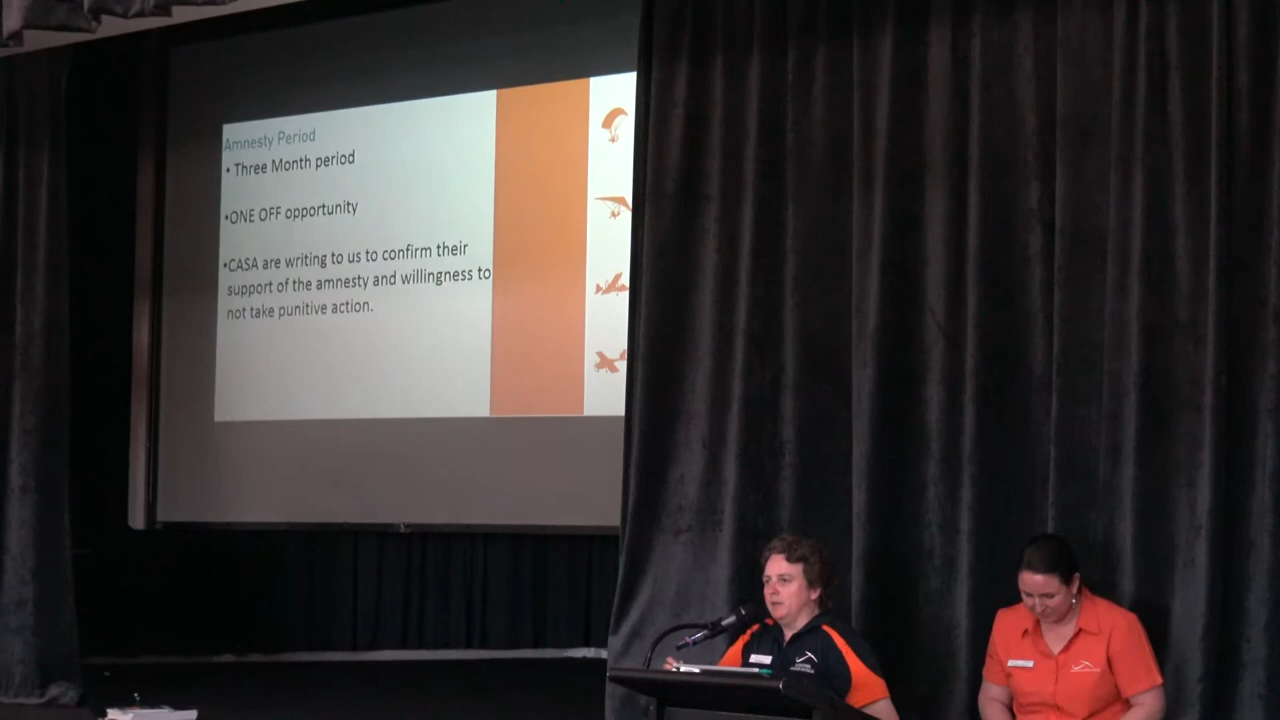 Amnesty Period
• Three Month period
•ONE OFF opportunity
•CASA are writing to us to confirm their
support of the amnesty and willingness to
not take punitive action.